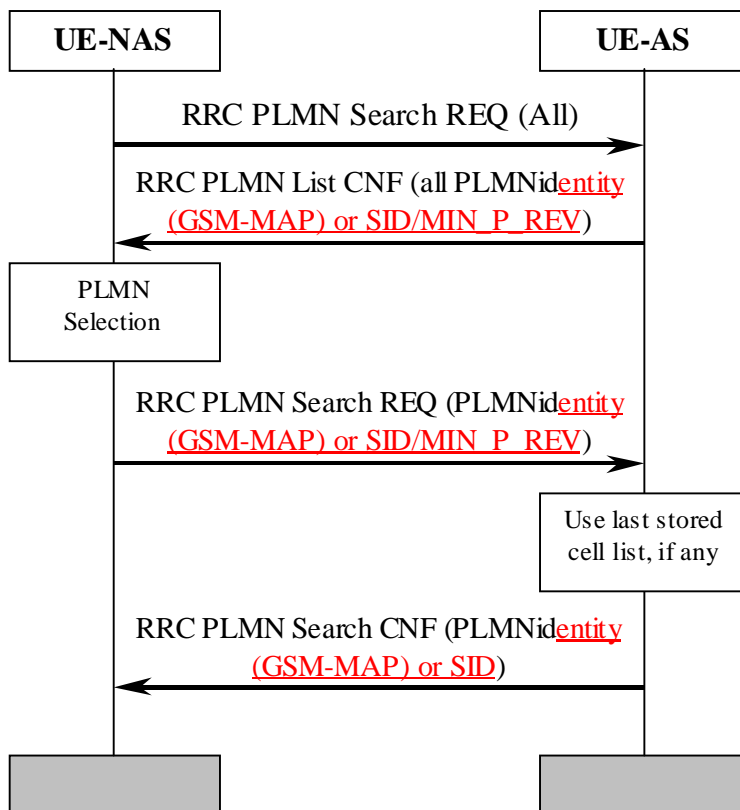 UE-NAS
UE-AS
RRC PLMN Search REQ (All)
RRC PLMN List CNF (all PLMNidentity
(GSM-MAP) or SID/MIN_P_REV)
PLMN
Selection
RRC PLMN Search REQ (PLMNidentity
(GSM-MAP) or SID/MIN_P_REV)
Use last stored
cell list, if any
RRC PLMN Search CNF (PLMNidentity
(GSM-MAP) or SID)